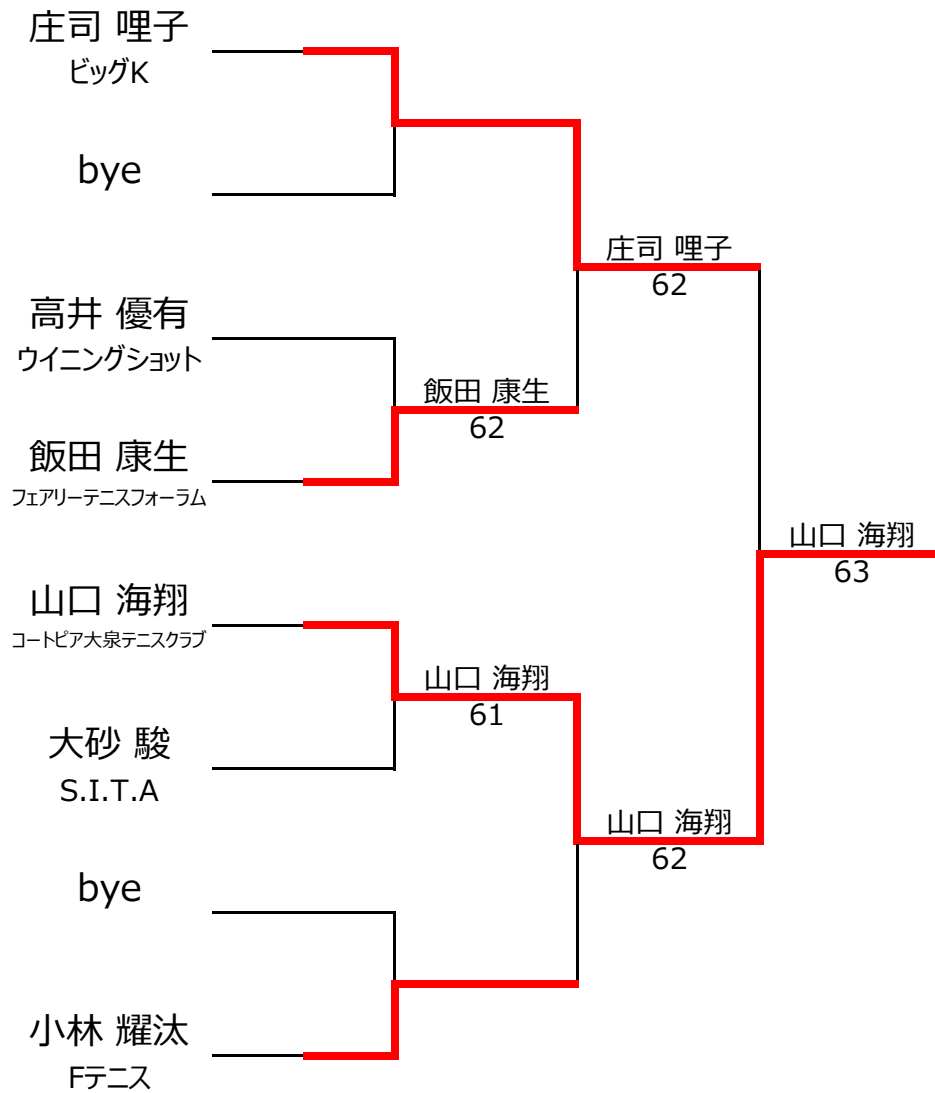 庄司 哩子
ビッグK
bye
庄司 哩子
62
高井 優有
ウイニングショット
飯田 康生
62
飯田 康生
フェアリーテニスフォーラム
山口 海翔
63
山口 海翔
コートピア大泉テニスクラブ
山口 海翔
61
大砂 駿
S.I.T.A
山口 海翔
62
bye
小林 耀汰
Fテニス